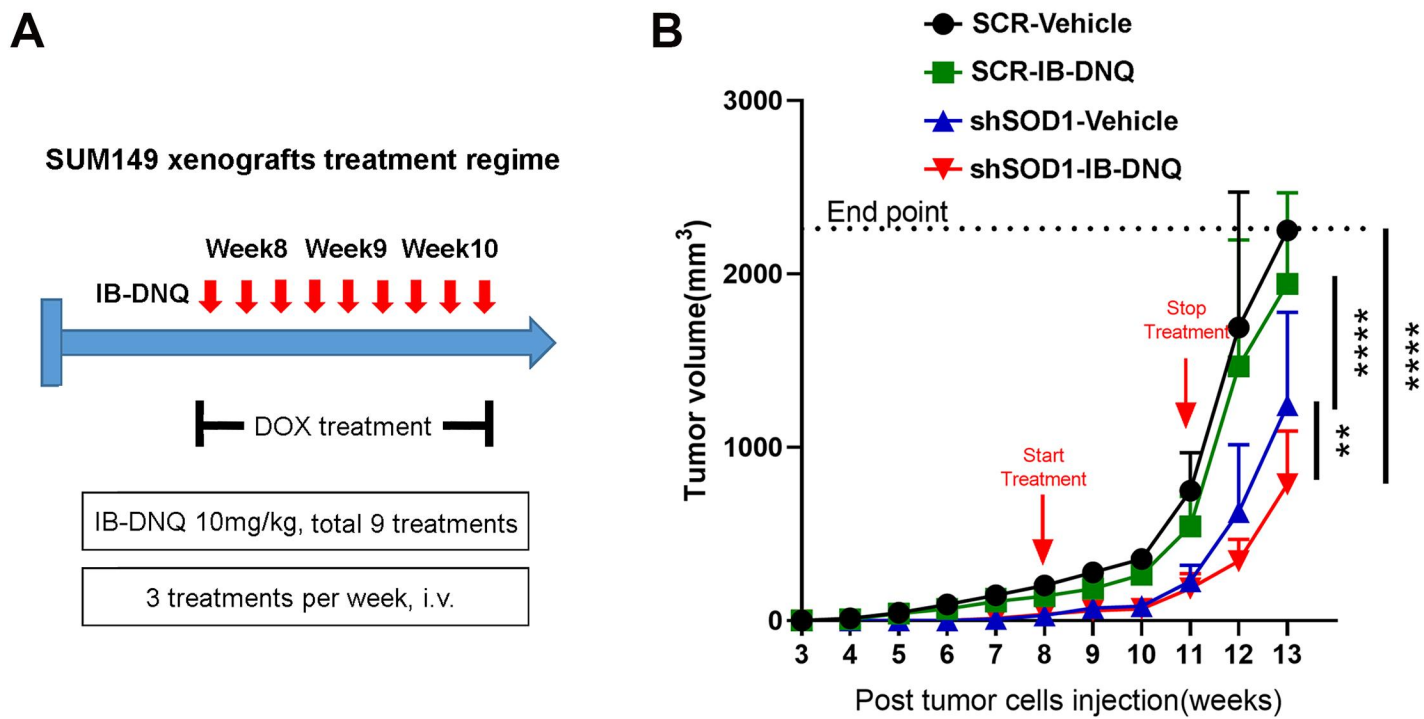 A
SUM149 xenografts treatment regime
Week8 Week9 Week10
IB-DNQ
DOX treatment
IB-DNQ 10mg/kg, total 9 treatments
3 treatments per week, i.v.
B
SCR-Vehicle
SCR-IB-DNQ
shSOD1-Vehicle
shSOD1-IB-DNQ
Tumor volume(mm³)
3000
2000
1000
0
End point
Start
Treatment
Stop
Treatment
****
****
**
3 4 5 6 7 8 9 10 11 12 13
Post tumor cells injection(weeks)